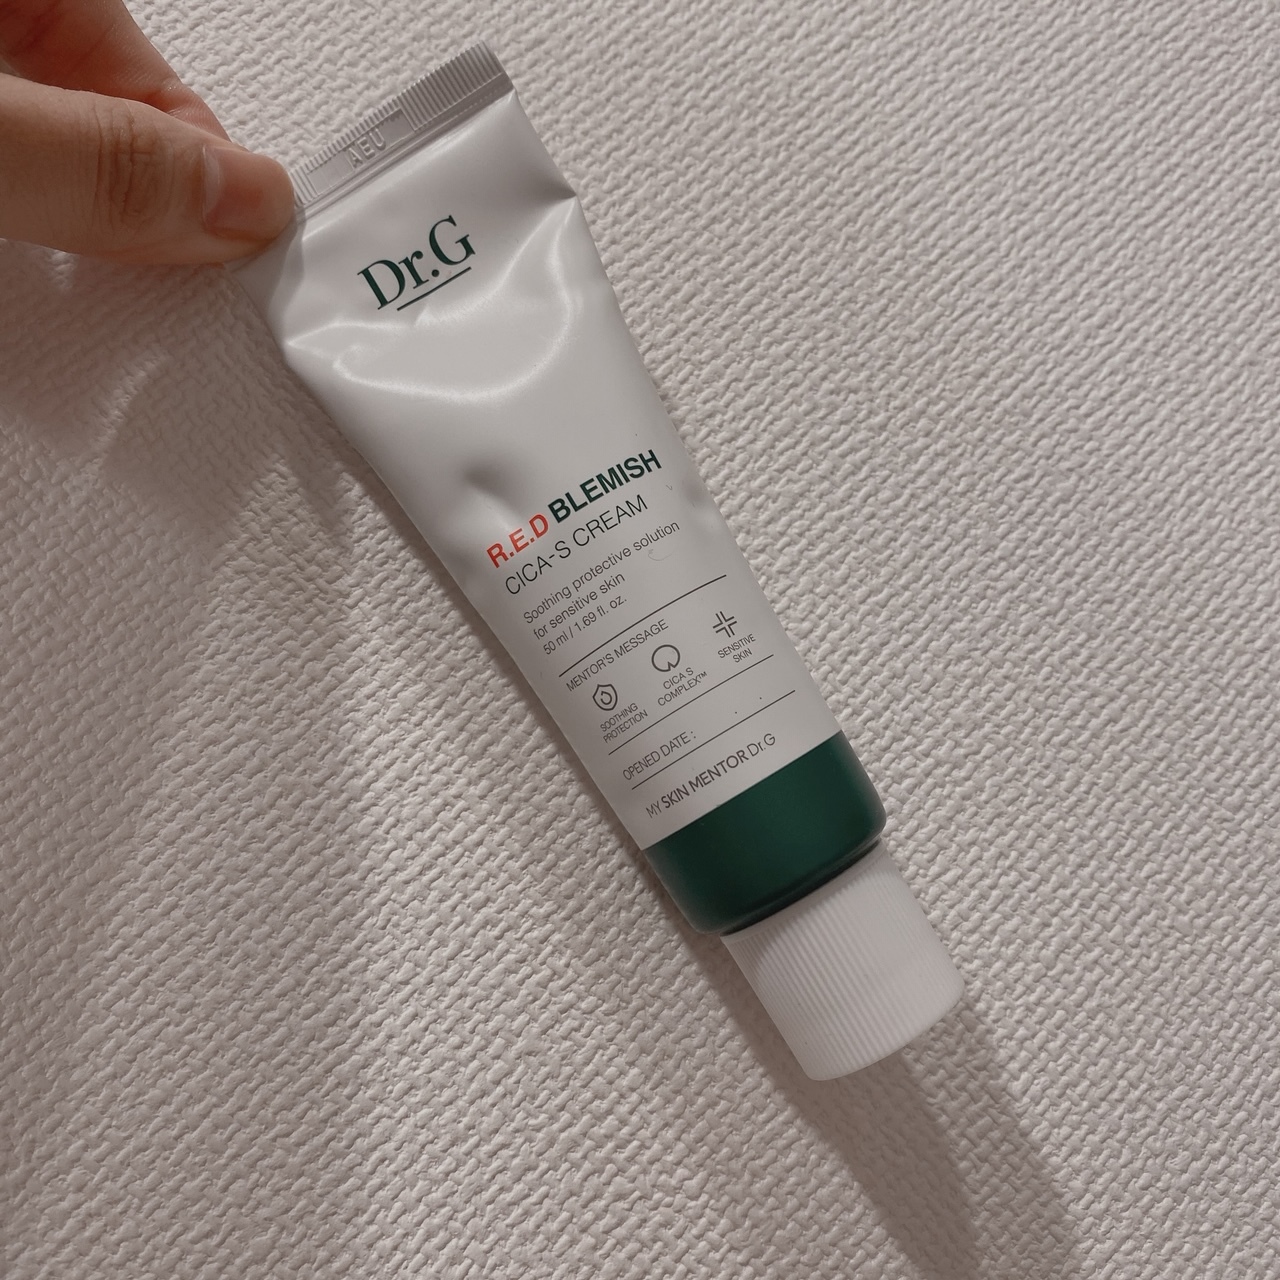 AEU
Dr.G
R.E.D BLEMISH
CICA-S CREAM
Soothing protective solution
for sensitive skin
50 ml / 1.69 fl. oz.
MENTOR'S MESSAGE
SOOTHING
PROTECTION
CICA S
COMPLEX™
SENSITIVE
SKIN
OPENED DATE :
MY SKIN MENTOR Dr.G